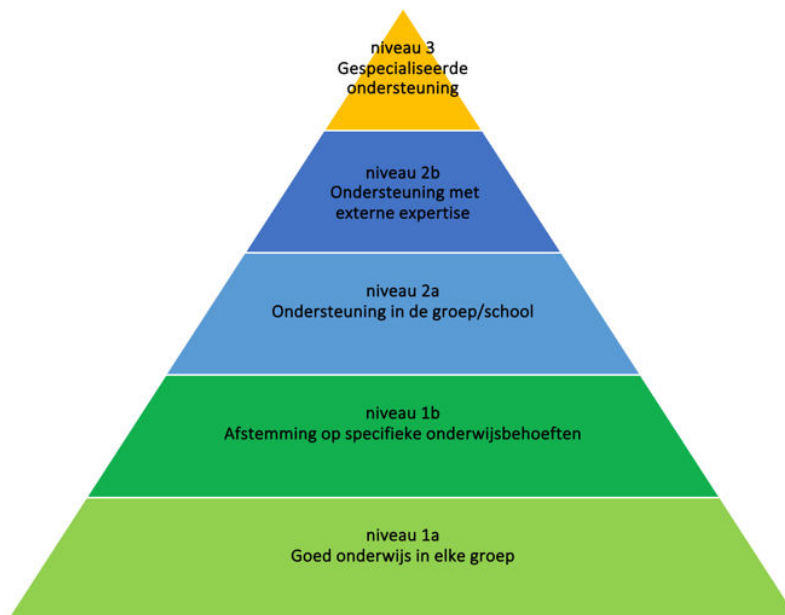 niveau 3
Gespecialiseerde
ondersteuning
niveau 2b
Ondersteuning met
externe expertise
niveau 2a
Ondersteuning in de groep/school
niveau 1b
Afstemming op specifieke onderwijsbehoeften
niveau 1a
Goed onderwijs in elke groep